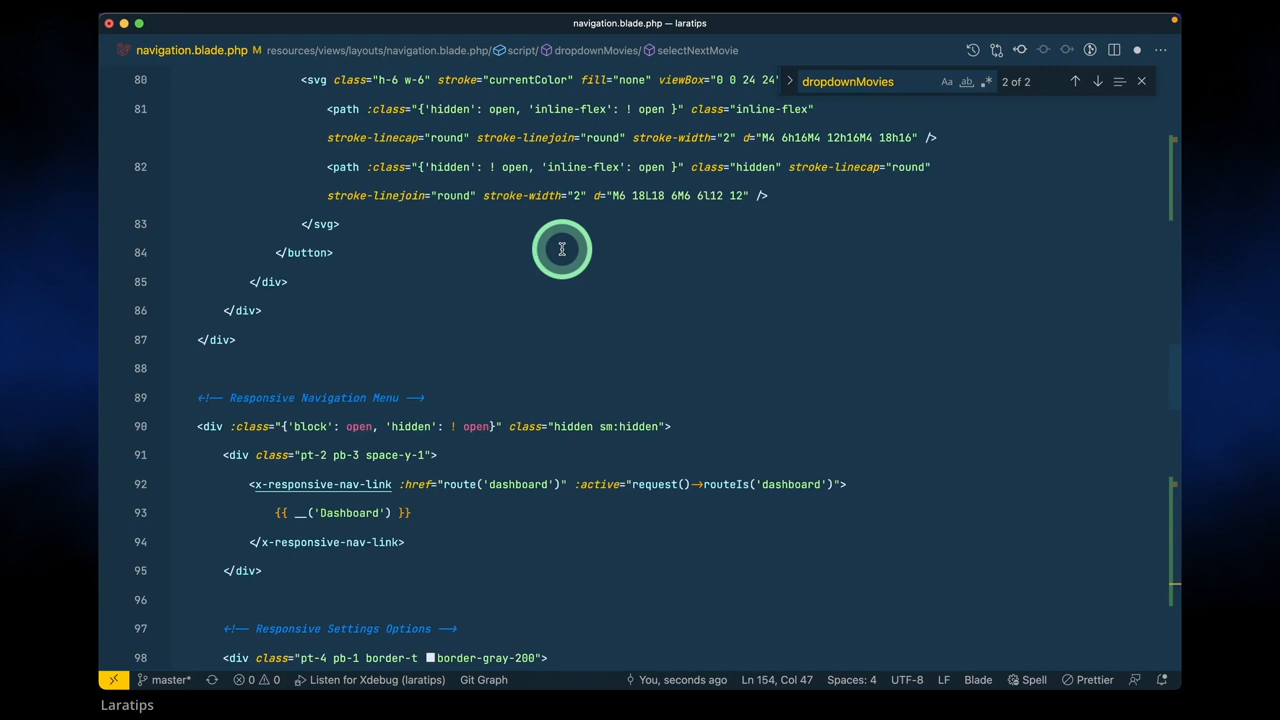 navigation.blade.php — laratips
navigation.blade.php M resources/views/layouts/navigation.blade.php/ script/ dropdownMovies/ selectNextMovie
dropdownMovies Aa ab 2 of 2
80 <svg class="h-6 w-6" stroke="currentColor" fill="none" viewBox="0 0 24 24"
81 <path :class="{'hidden': open, 'inline-flex': ! open }" class="inline-flex"
stroke-linecap="round" stroke-linejoin="round" stroke-width="2" d="M4 6h16M4 12h16M4 18h16" />
82 <path :class="{'hidden': ! open, 'inline-flex': open }" class="hidden" stroke-linecap="round"
stroke-linejoin="round" stroke-width="2" d="M6 18L18 6M6 6l12 12" />
83 </svg>
84 </button>
85 </div>
86 </div>
87 </div>
88
89 <!-- Responsive Navigation Menu -->
90 <div :class="{'block': open, 'hidden': ! open}" class="hidden sm:hidden">
91 <div class="pt-2 pb-3 space-y-1">
92 <x-responsive-nav-link :href="route('dashboard')" :active="request()->routeIs('dashboard')">
93 {{ __('Dashboard') }}
94 </x-responsive-nav-link>
95 </div>
96
97 <!-- Responsive Settings Options -->
98 <div class="pt-4 pb-1 border-t border-gray-200">
master* 0 0 Listen for Xdebug (laratips) Git Graph You, seconds ago Ln 154, Col 47 Spaces: 4 UTF-8 LF Blade Spell Prettier
Laratips